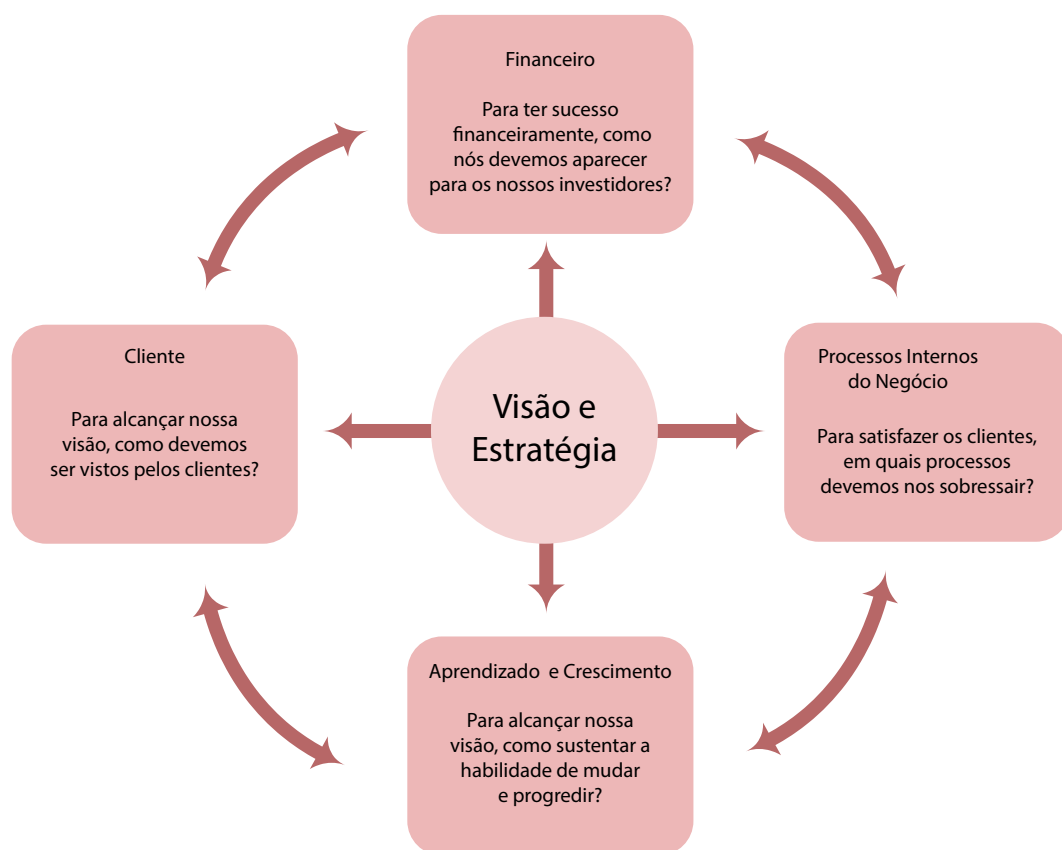 Financeiro
Para ter sucesso
financeiramente, como
nós devemos aparecer
para os nossos investidores?
Cliente
Para alcançar nossa
visão, como devemos
ser vistos pelos clientes?
Visão e
Estratégia
Processos Internos
do Negócio
Para satisfazer os clientes,
em quais processos
devemos nos sobressair?
Aprendizado e Crescimento
Para alcançar nossa
visão, como sustentar a
habilidade de mudar
e progredir?